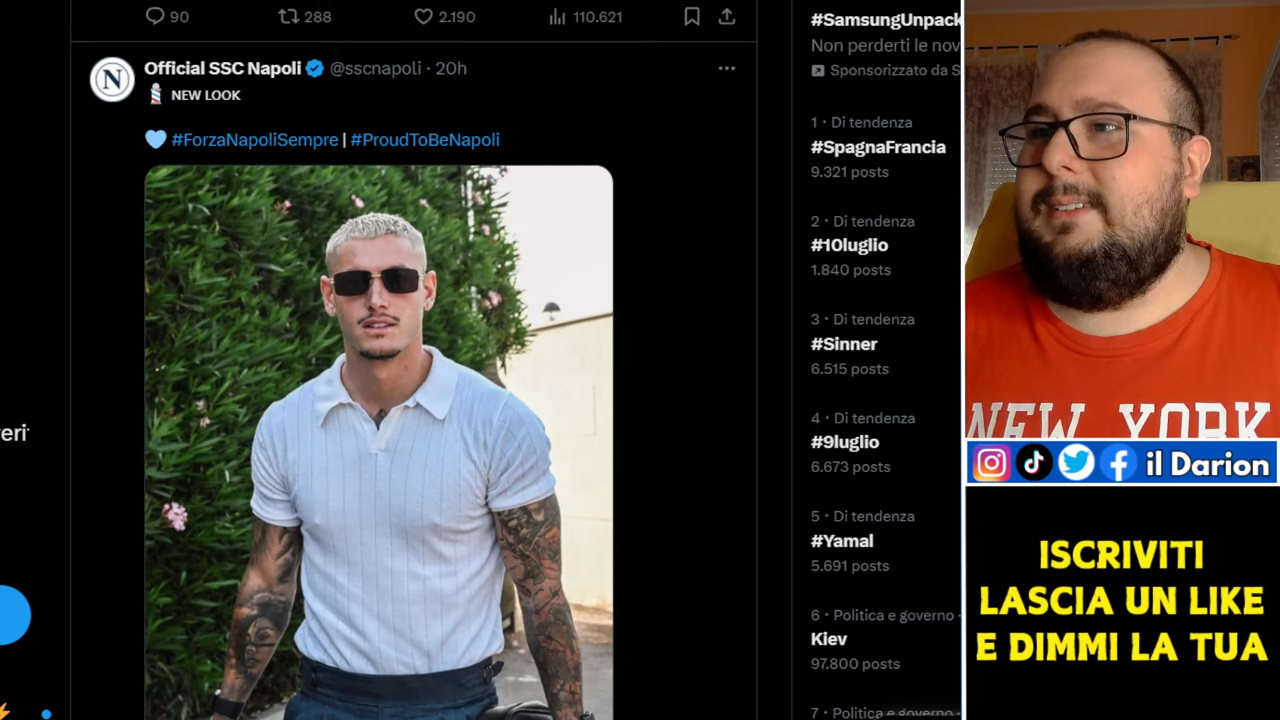 90 288 2.190 110.621
Official SSC Napoli @sscnapoli · 20h
NEW LOOK
#ForzaNapoliSempre | #ProudToBeNapoli
N
#SamsungUnpack
Non perderti le nov
Sponsorizzato da S
1 · Di tendenza
#SpagnaFrancia
9.321 posts
2 · Di tendenza
#10luglio
1.840 posts
3 · Di tendenza
#Sinner
6.515 posts
4 · Di tendenza
#9luglio
6.673 posts
5 · Di tendenza
#Yamal
5.691 posts
6 · Politica e governo ·
Kiev
97.800 posts
7 · Politica e governo ·
NEW YORK
il Darion
ISCRIVITI
LASCIA UN LIKE
E DIMMI LA TUA